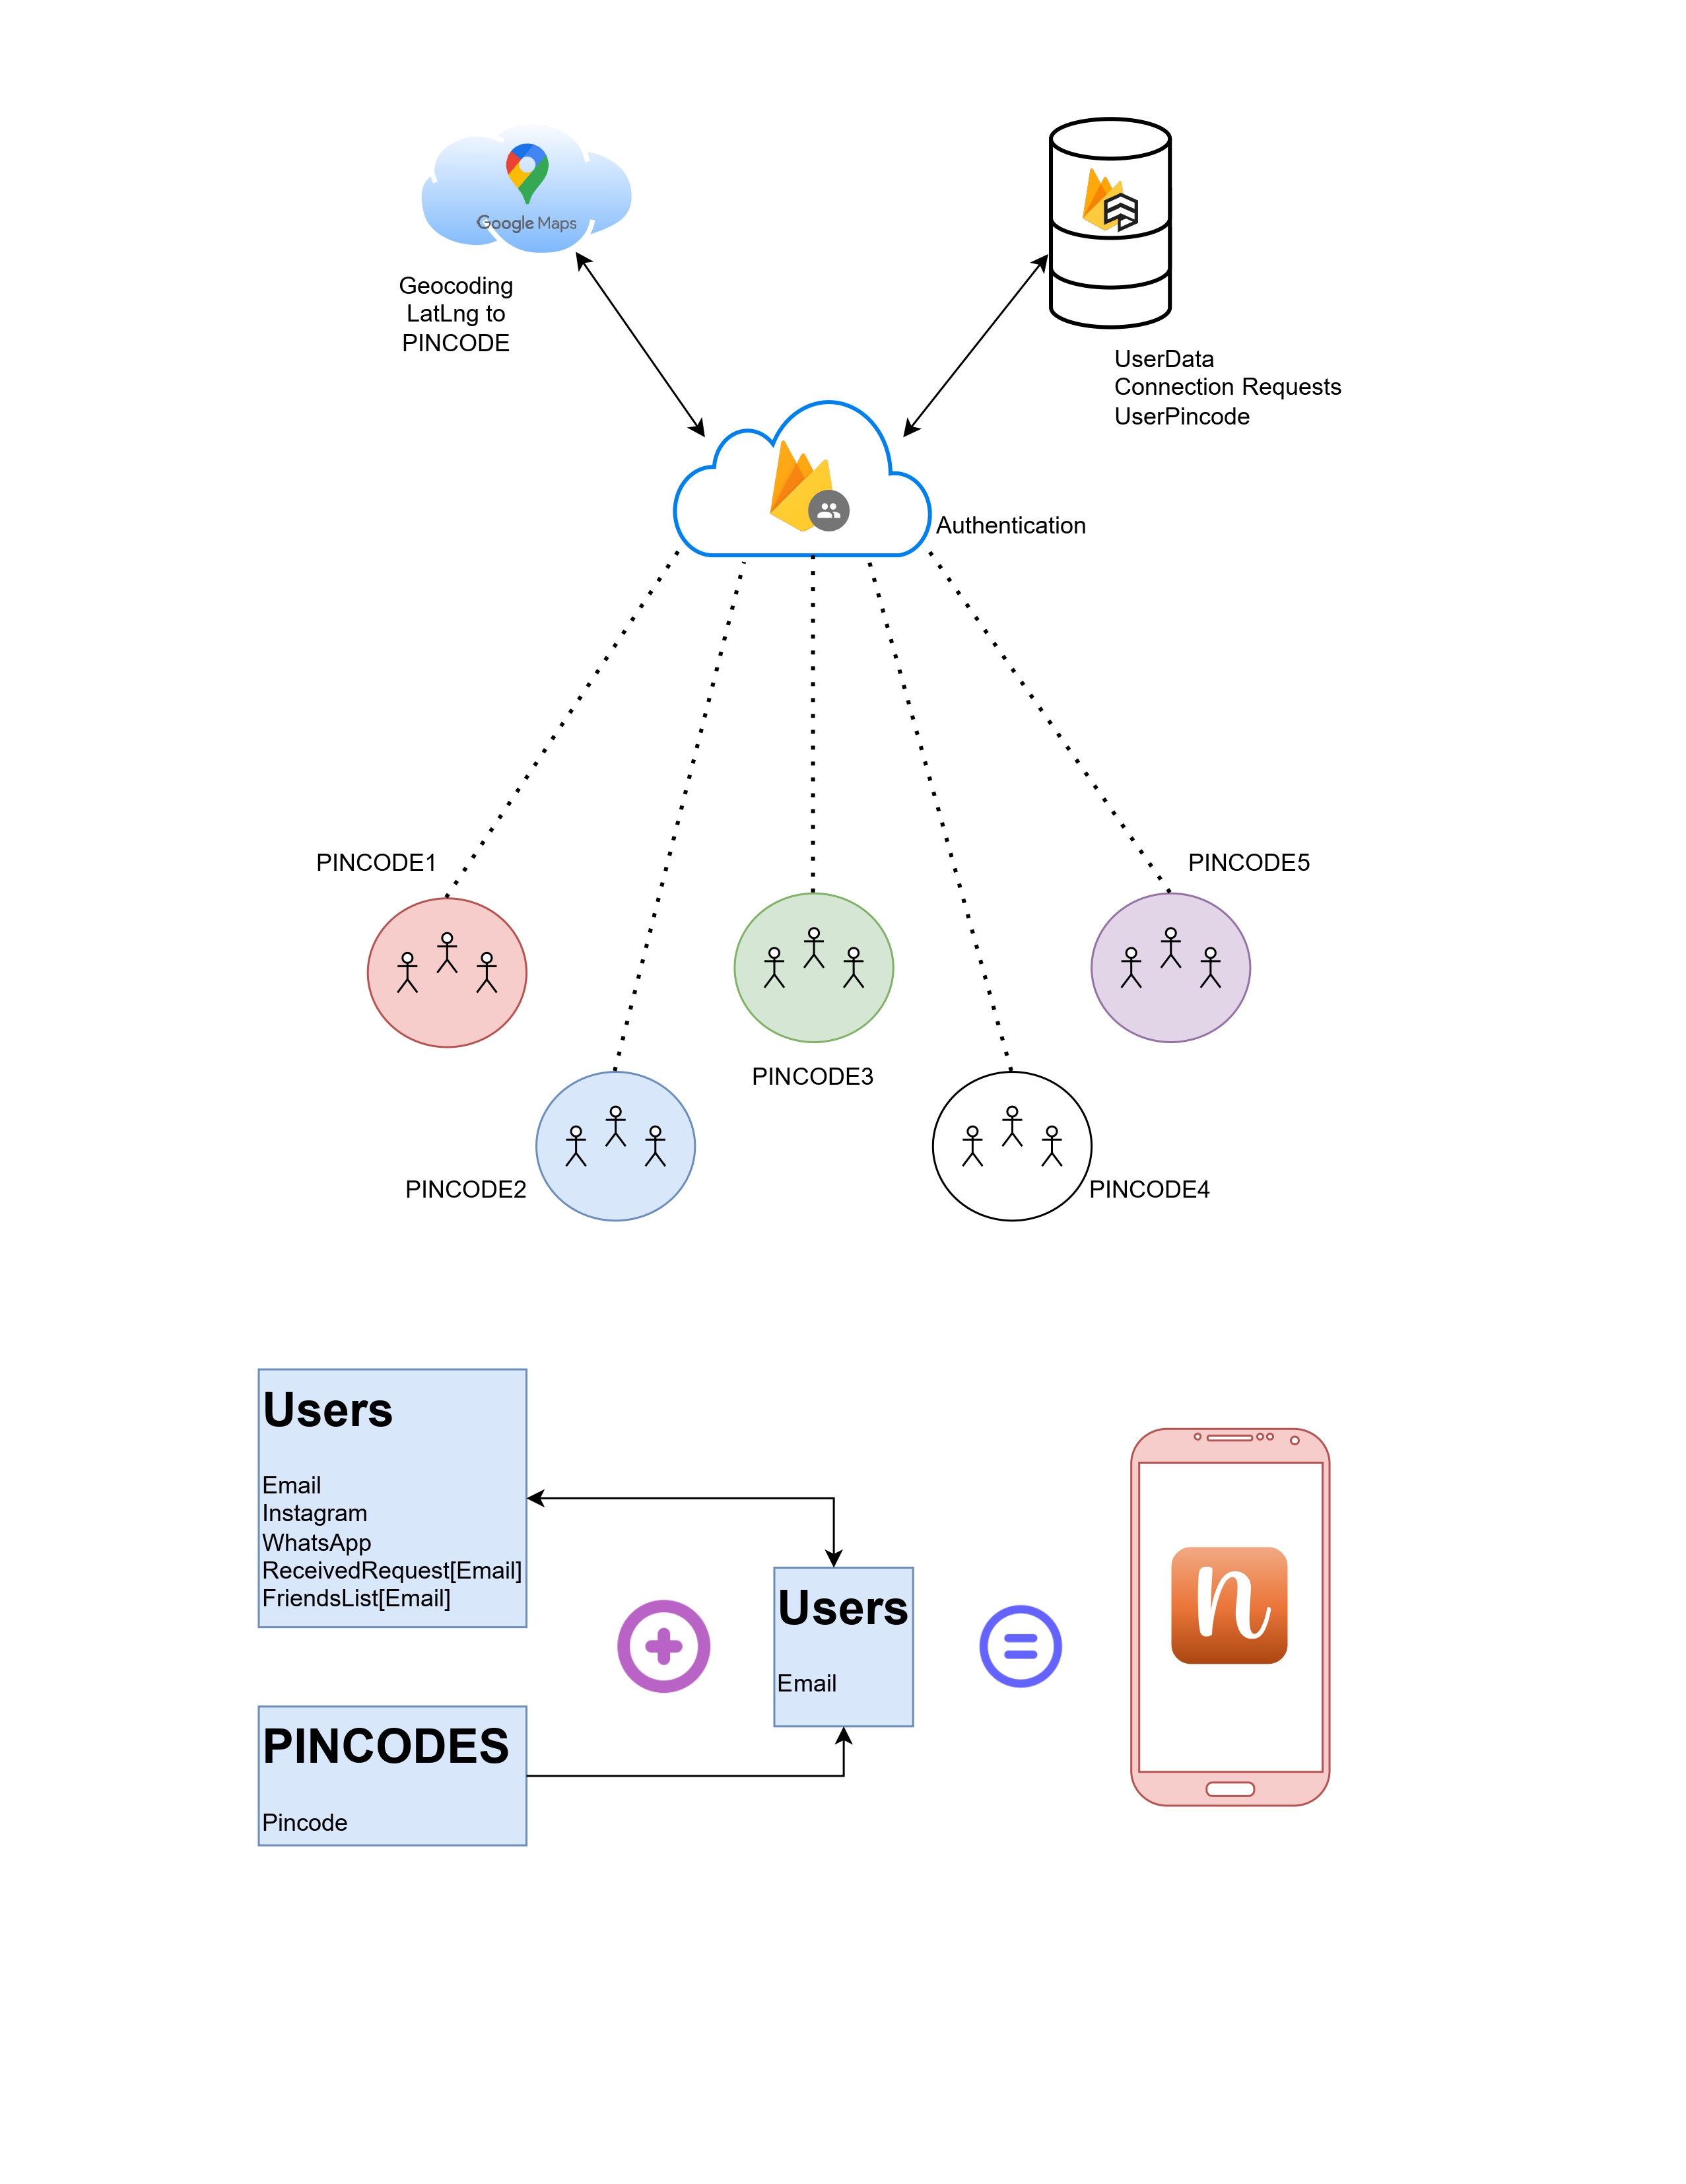 Google Maps
Geocoding
LatLng to
PINCODE
UserData
Connection Requests
UserPincode
Authentication
PINCODE1
PINCODE5
PINCODE3
PINCODE2
PINCODE4
Users
Email
Instagram
WhatsApp
ReceivedRequest[Email]
FriendsList[Email]
Users
Email
n
PINCODES
Pincode